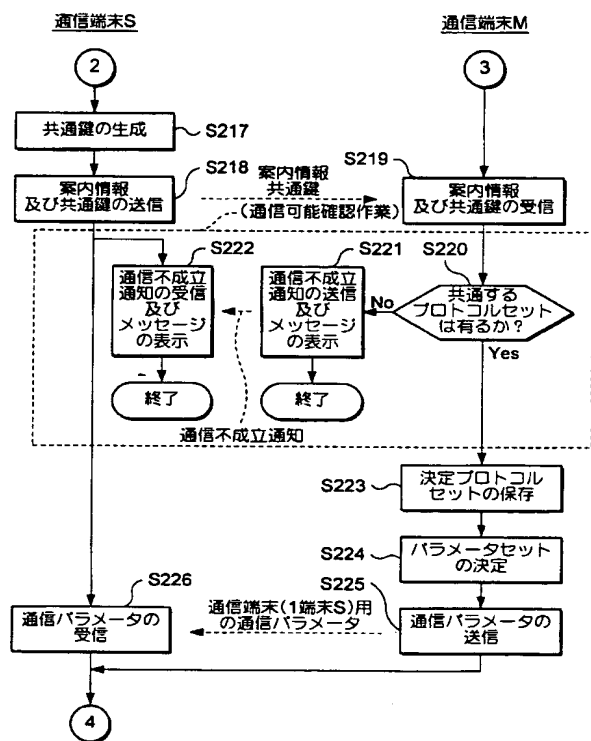 通信端末S
通信端末M
2
3
共通鍵の生成
S217
S218
案内情報
及び共通鍵の送信
案内情報
共通鍵
S219
案内情報
及び共通鍵の受信
(通信可能確認作業)
S222
通信不成立
通知の受信
及び
メッセージ
の表示
S221
通信不成立
通知の送信
及び
メッセージ
の表示
S220
共通する
プロトコルセット
は有るか?
No
Yes
終了
終了
通信不成立通知
S223
決定プロトコル
セットの保存
S224
パラメータセット
の決定
S225
通信パラメータの
送信
S226
通信パラメータの
受信
通信端末(1端末S)用
の通信パラメータ
4